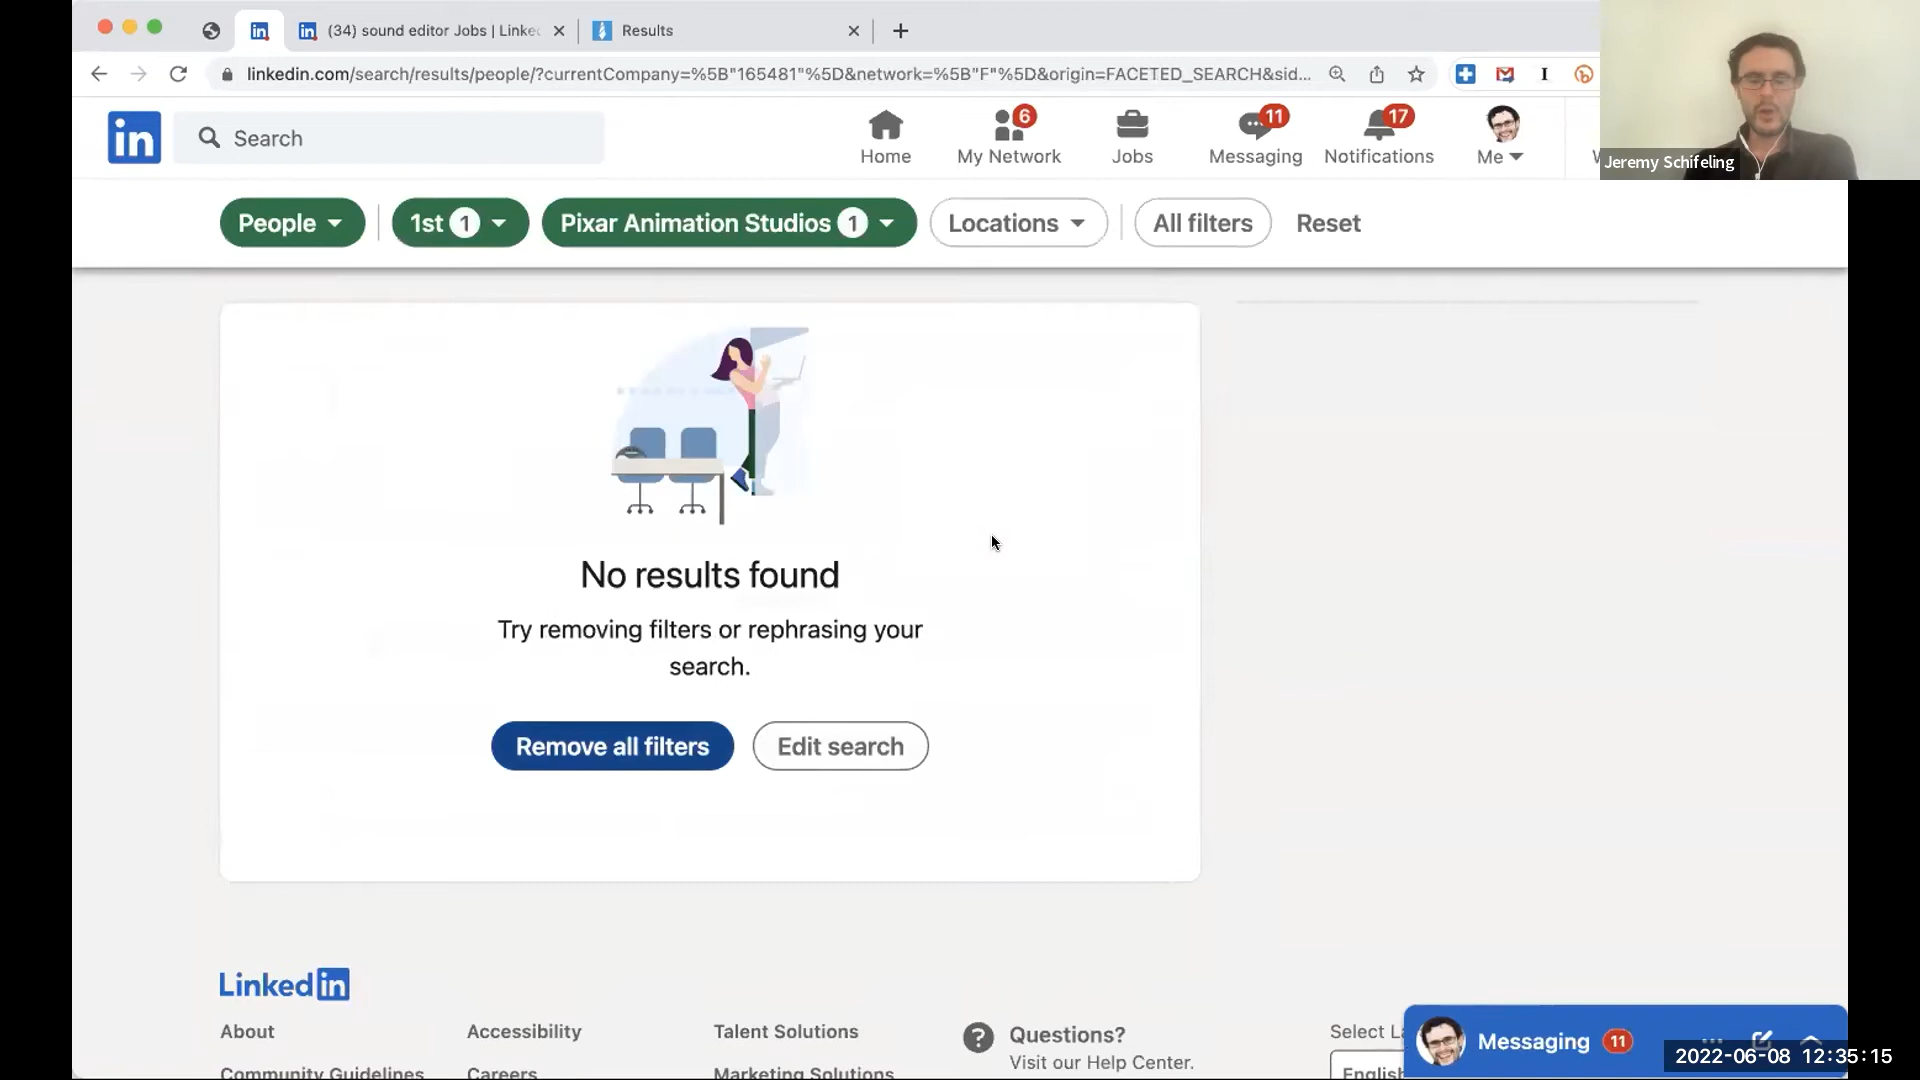 (34) sound editor Jobs | Linke
Results
linkedin.com/search/results/people/?currentCompany=%5B"165481"%5D&network=%5B"F"%5D&origin=FACETED_SEARCH&sid...
in
Search
Home
6
My Network
Jobs
11
Messaging
17
Notifications
Me
Jeremy Schifeling
People
1st 1
Pixar Animation Studios 1
Locations
All filters
Reset
No results found
Try removing filters or rephrasing your
search.
Remove all filters
Edit search
Linkedin
About
Accessibility
Talent Solutions
Questions?
Visit our Help Center.
Select La
Community Guidelines
Careers
Marketing Solutions
English
Messaging 11
2022-06-08 12:35:15